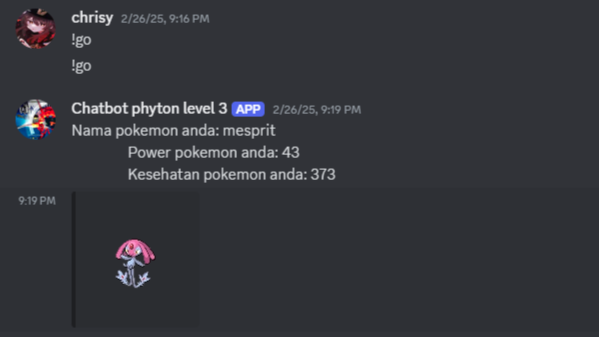 chrisy 2/26/25, 9:16 PM
!go
!go
Chatbot phyton level 3 APP 2/26/25, 9:19 PM
Nama pokemon anda: mesprit
Power pokemon anda: 43
Kesehatan pokemon anda: 373
9:19 PM